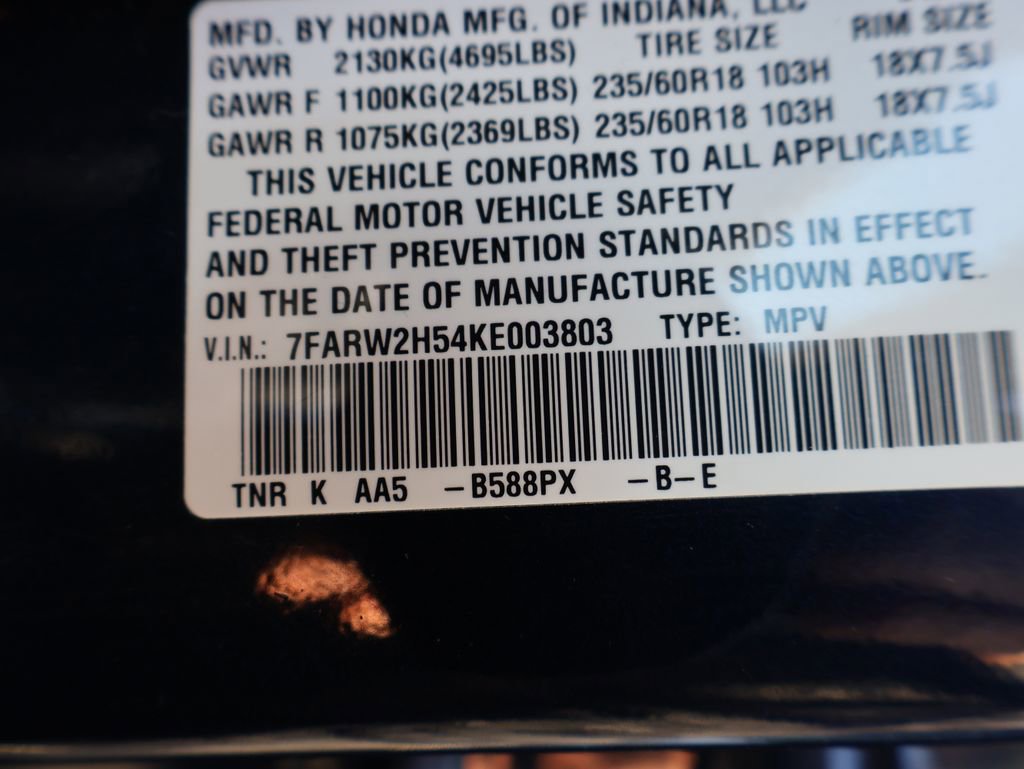 MFD. BY HONDA MFG. OF INDIANA, LLC
GVWR 2130KG(4695LBS) TIRE SIZE RIM SIZE
GAWR F 1100KG(2425LBS) 235/60R18 103H 18X7.5J
GAWR R 1075KG(2369LBS) 235/60R18 103H 18X7.5J
THIS VEHICLE CONFORMS TO ALL APPLICABLE
FEDERAL MOTOR VEHICLE SAFETY
AND THEFT PREVENTION STANDARDS IN EFFECT
ON THE DATE OF MANUFACTURE SHOWN ABOVE.
V.I.N.: 7FARW2H54KE003803 TYPE: MPV
TNR K AA5 -B588PX -B-E